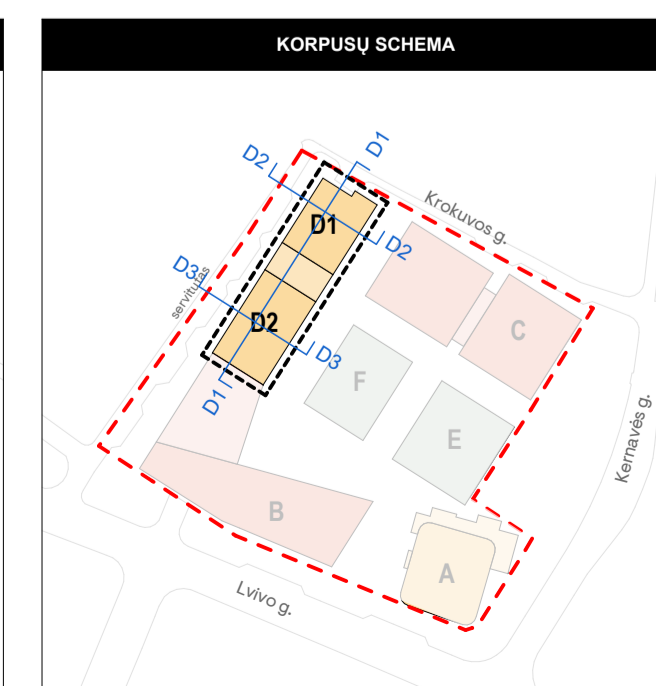 KORPUSŲ SCHEMA
D1
D2
Krokuvos g.
D1
D2
D3
servitutas
C
D2
D3
F
D1
E
Kernavės g.
B
A
Lvivo g.